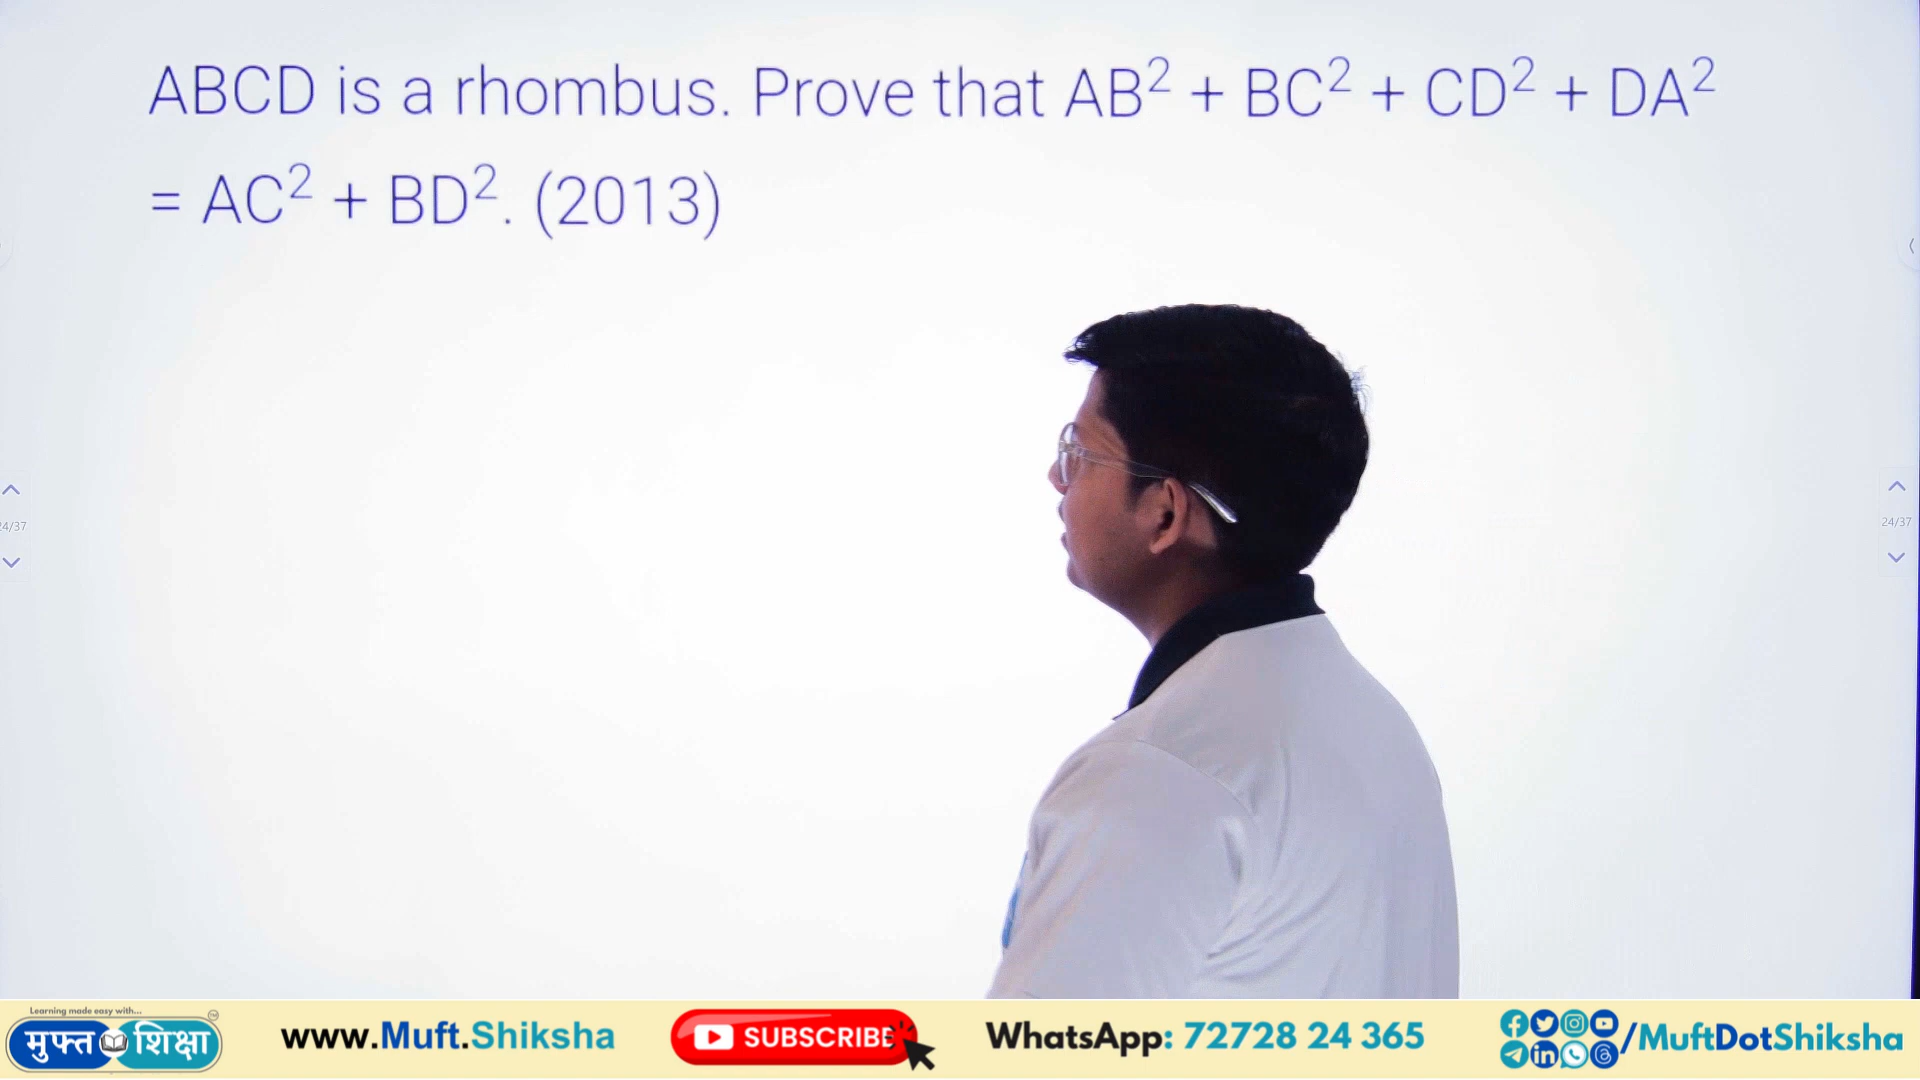 ABCD is a rhombus. Prove that AB² + BC² + CD² + DA²
= AC² + BD². (2013)
24/37
24/37
Learning made easy with...
मुफ्त शिक्षा
TM
www.Muft.Shiksha
SUBSCRIBE
WhatsApp: 72728 24 365
/MuftDotShiksha